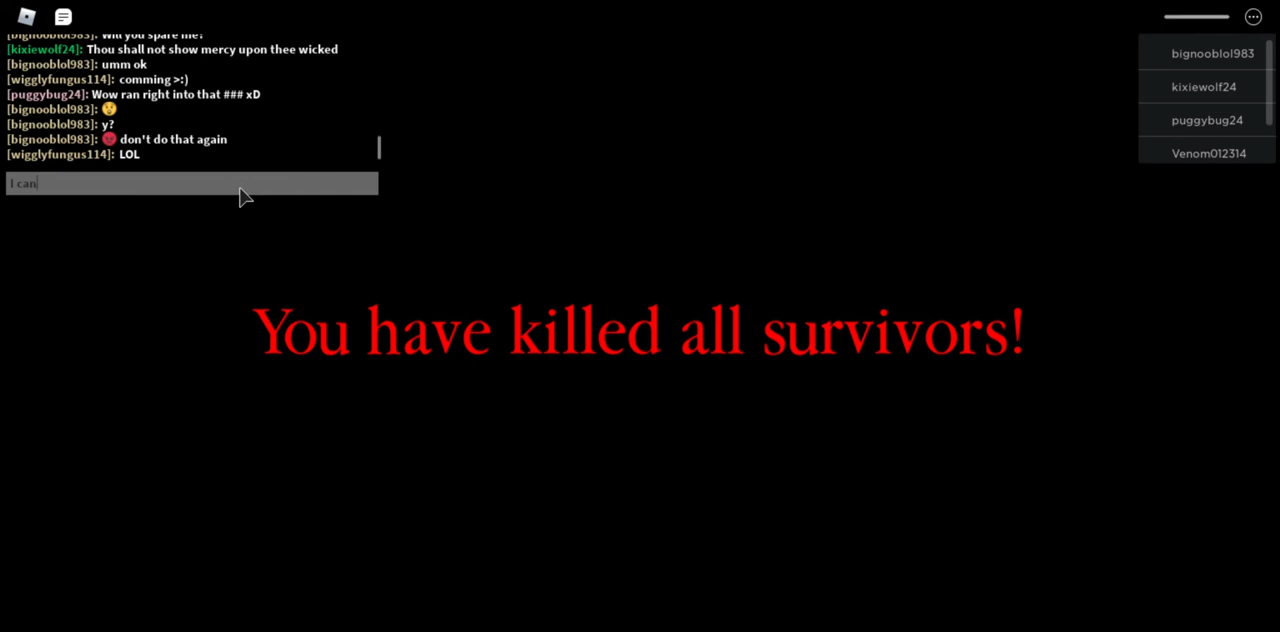 [bignooblol983]: Will you spare me?
[kixiewolf24]: Thou shall not show mercy upon thee wicked
[bignooblol983]: umm ok
[wigglyfungus114]: comming >:)
[puggybug24]: Wow ran right into that ### xD
[bignooblol983]: 😲
[bignooblol983]: y?
[bignooblol983]: 😡 don't do that again
[wigglyfungus114]: LOL
I can
bignooblol983
kixiewolf24
puggybug24
Venom012314
You have killed all survivors!